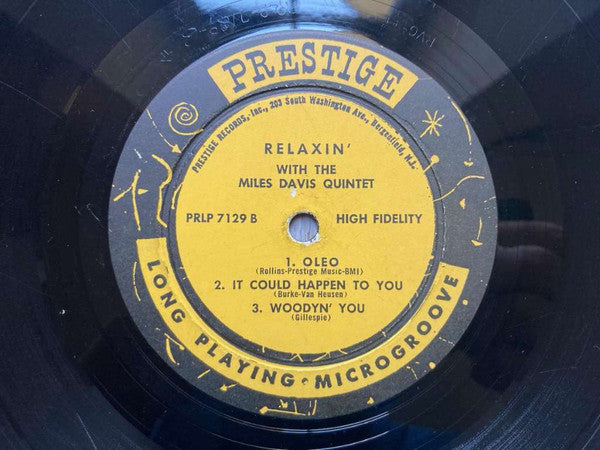 PRESTIGE
PRESTIGE RECORDS, Inc., 203 South Washington Ave., Bergenfield, N.J.
RELAXIN'
WITH THE
MILES DAVIS QUINTET
PRLP 7129 B HIGH FIDELITY
1. OLEO
(Rollins-Prestige Music-BMI)
2. IT COULD HAPPEN TO YOU
(Burke-Van Heusen)
3. WOODYN' YOU
(Gillespie)
LONG PLAYING • MICROGROOVE